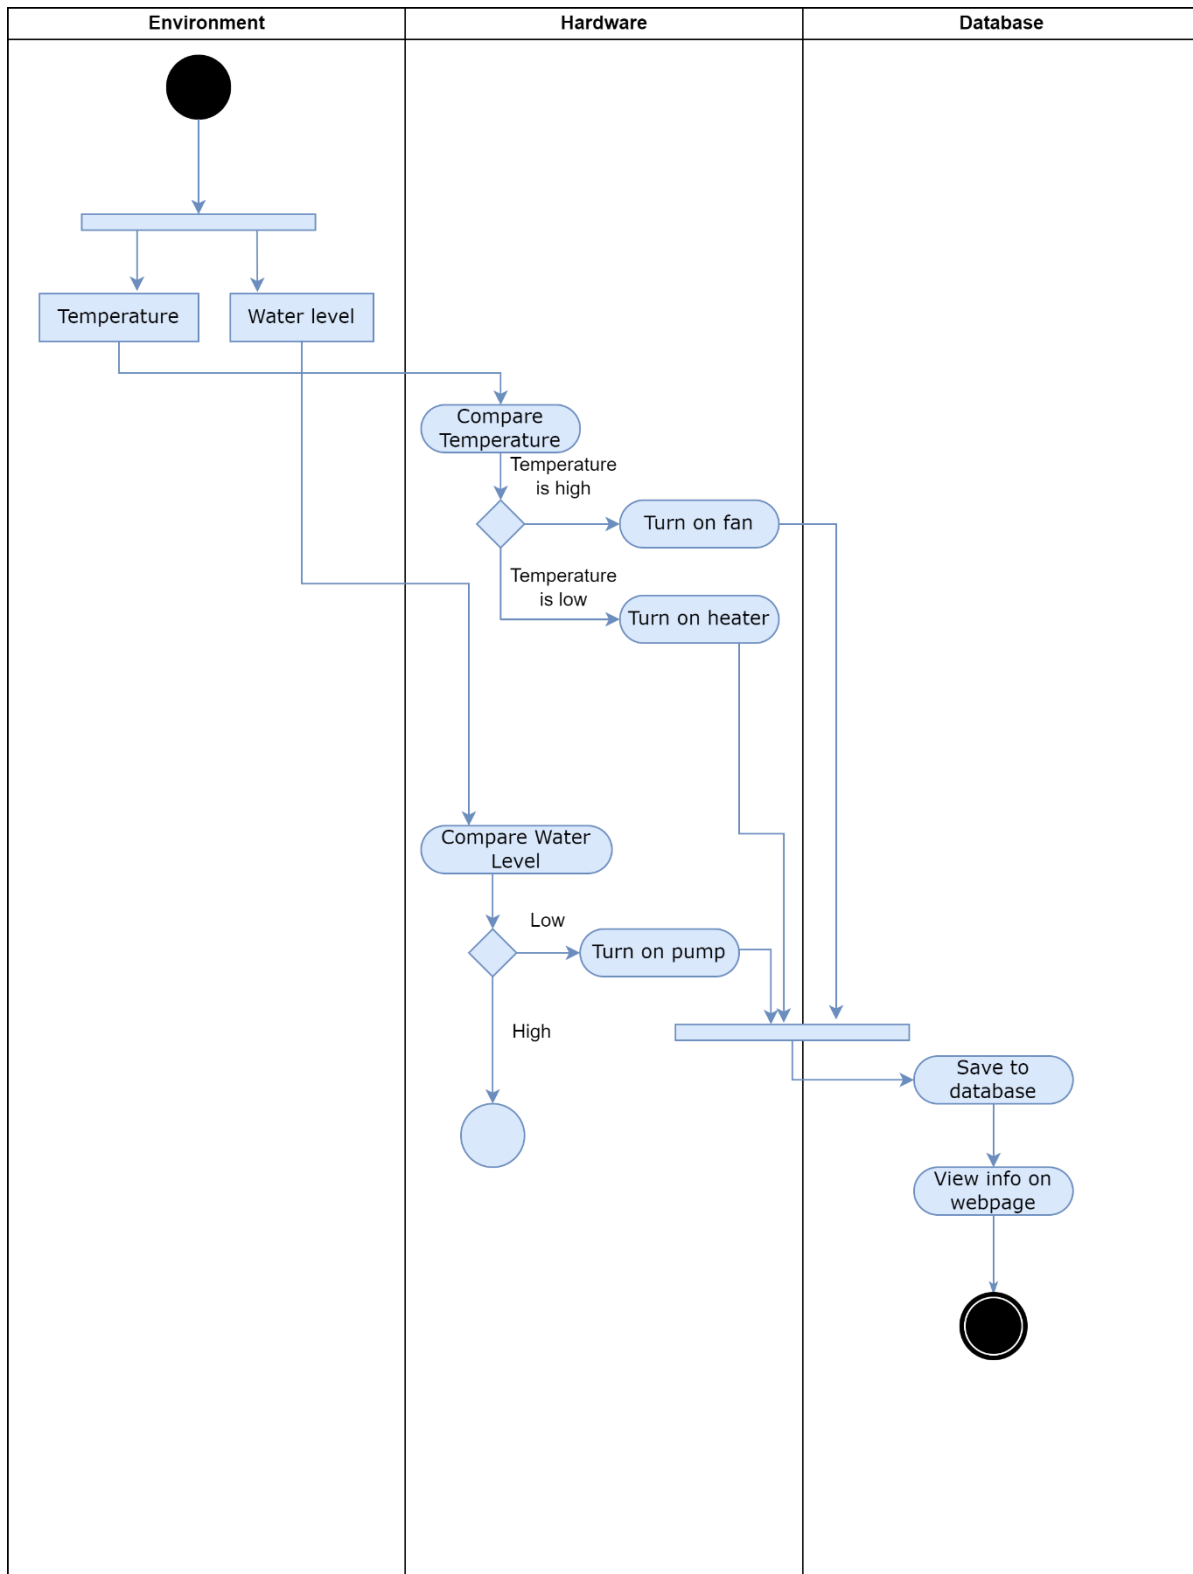 Environment
Hardware
Database
Temperature
Water level
Compare
Temperature
Temperature
is high
Turn on fan
Temperature
is low
Turn on heater
Compare Water
Level
Low
Turn on pump
High
Save to
database
View info on
webpage